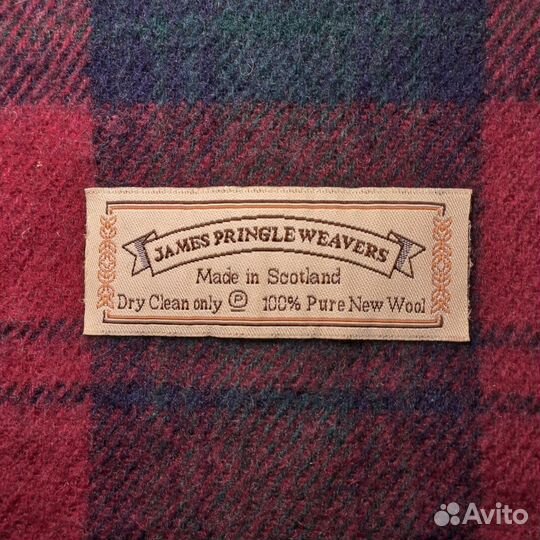 JAMES PRINGLE WEAVERS
Made in Scotland
Dry Clean only Ⓟ 100% Pure New Wool
Avito